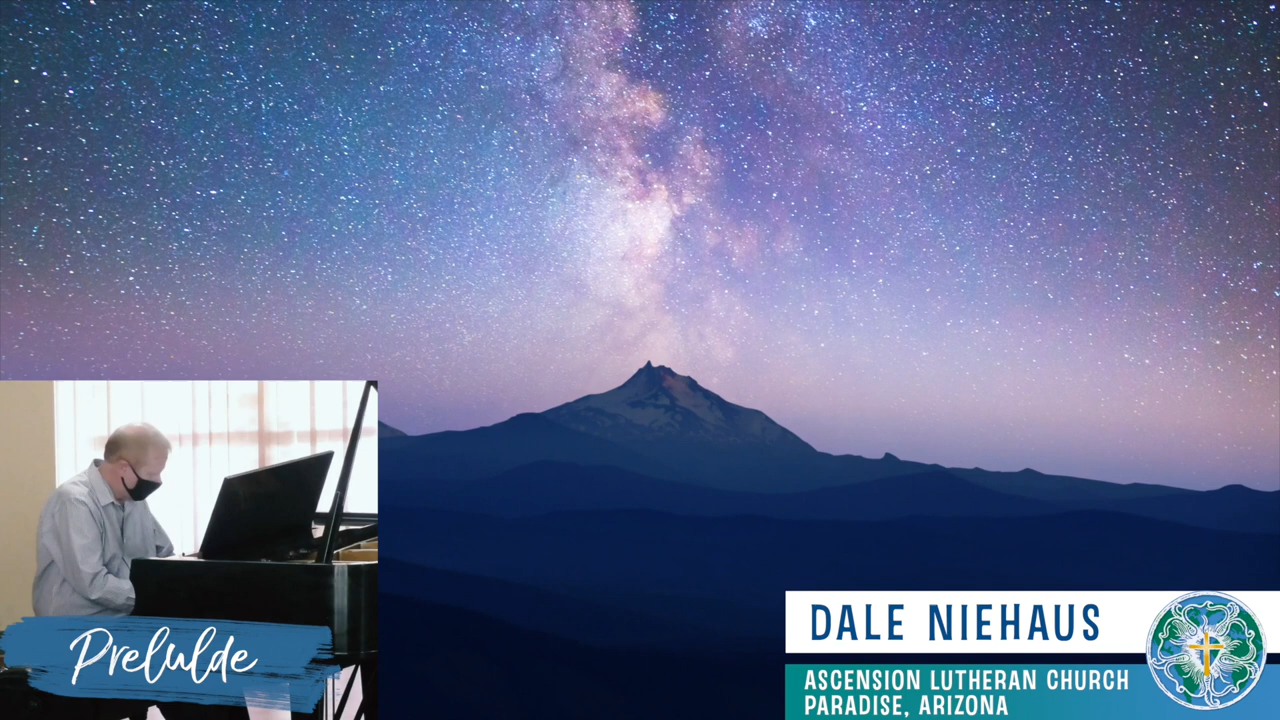 Prelulde
DALE NIEHAUS
ASCENSION LUTHERAN CHURCH
PARADISE, ARIZONA